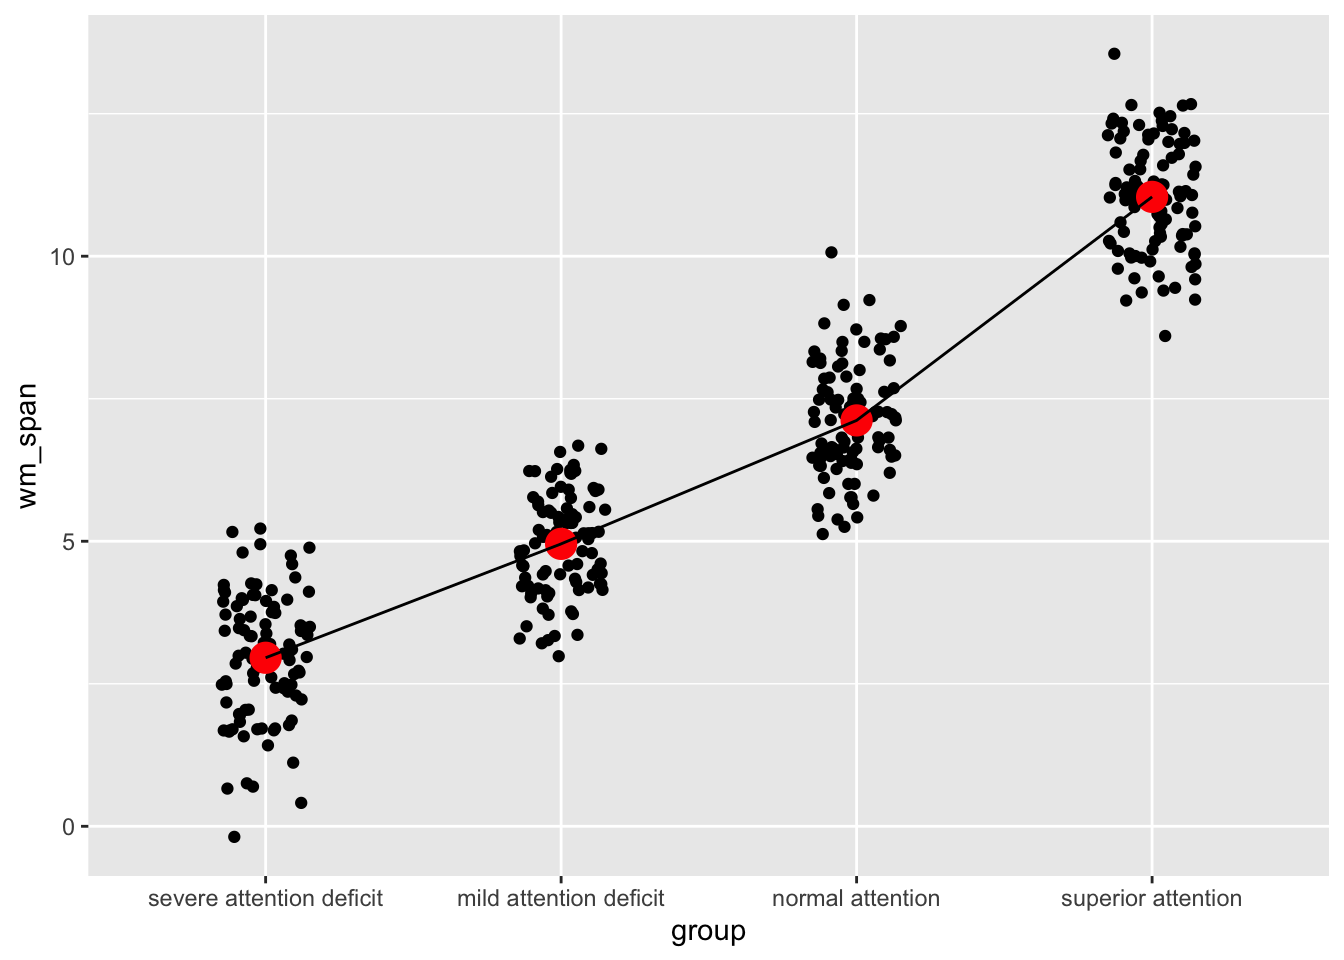 wm_span
10
5
0
severe attention deficit
mild attention deficit
normal attention
superior attention
group